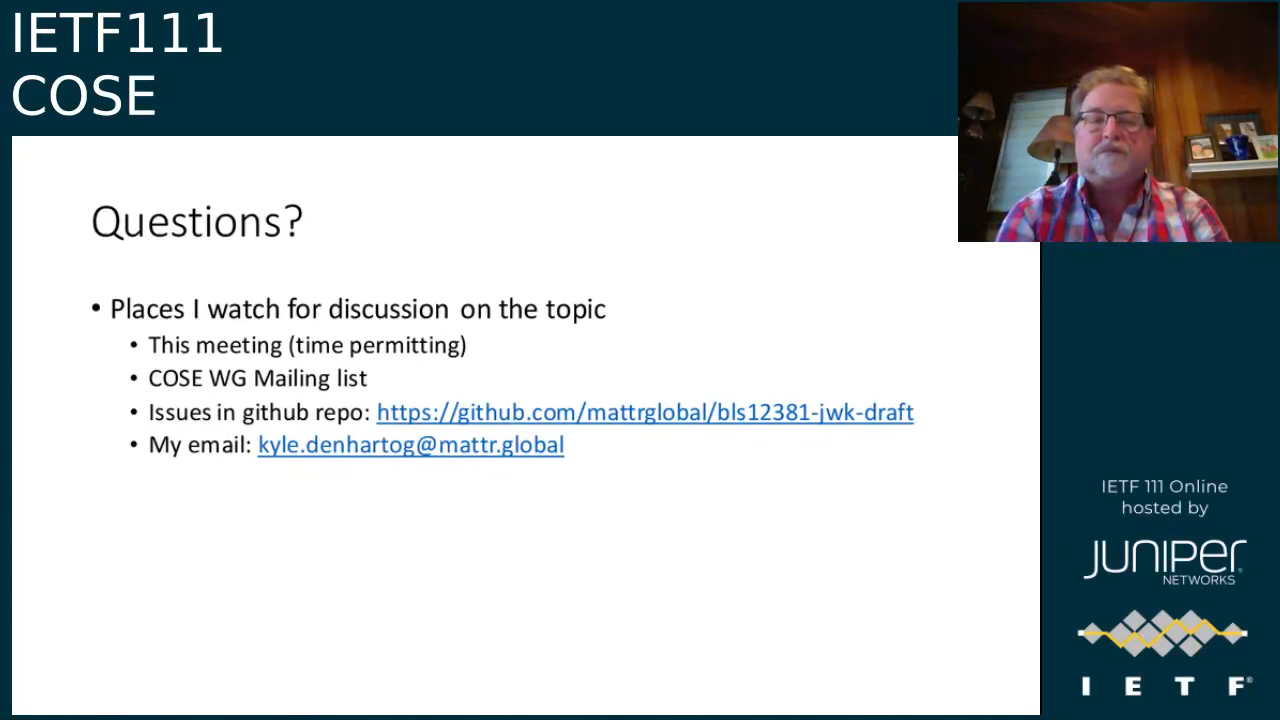 IETF111
COSE
Questions?
• Places I watch for discussion on the topic
• This meeting (time permitting)
• COSE WG Mailing list
• Issues in github repo: https://github.com/mattrglobal/bls12381-jwk-draft
• My email: kyle.denhartog@mattr.global
IETF 111 Online
hosted by
JUNIPEr
NETWORKS
I E T F®